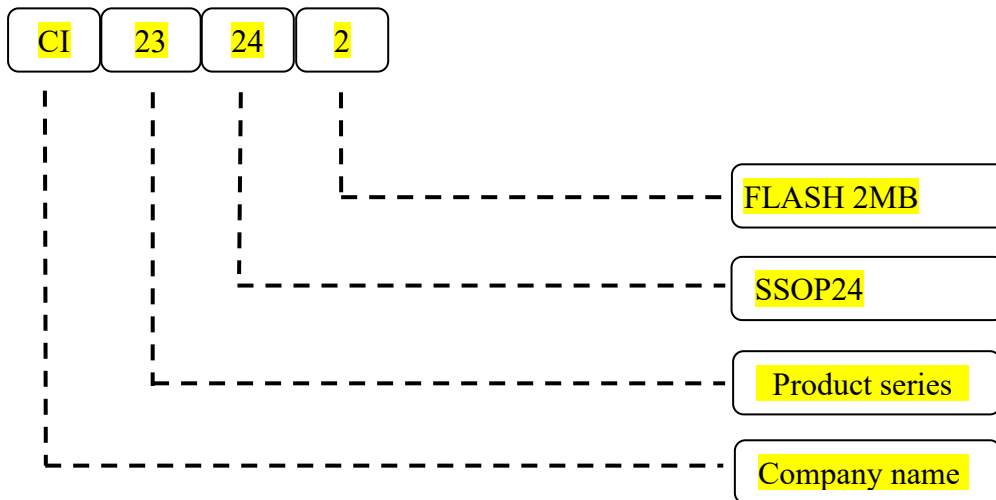 CI 23 24 2
FLASH 2MB
SSOP24
Product series
Company name